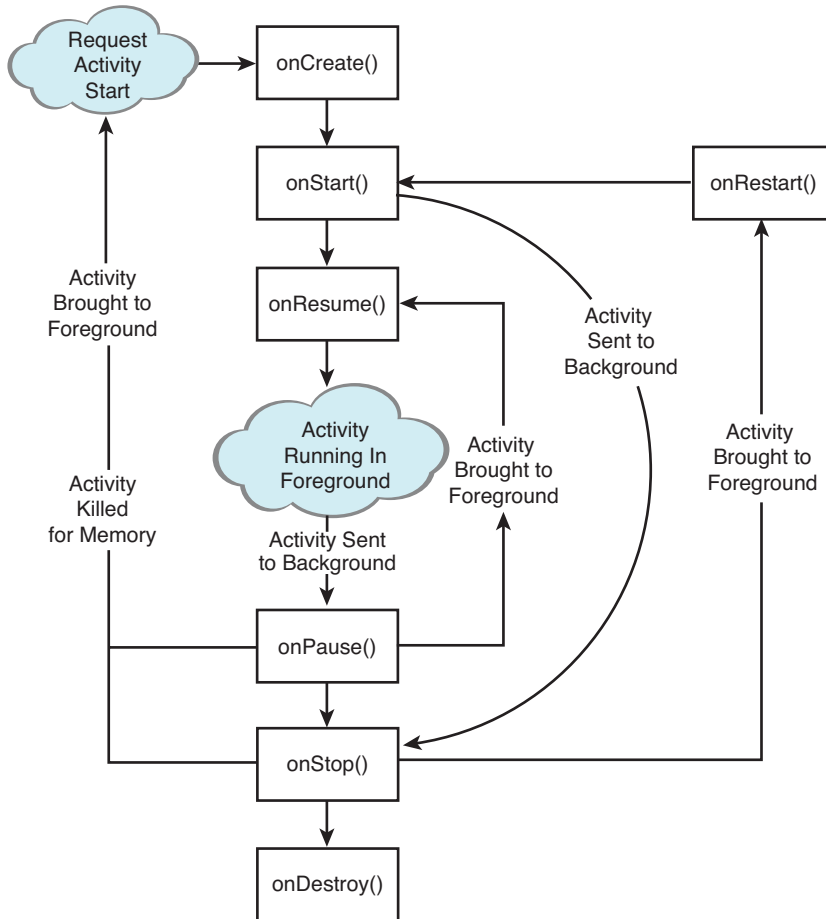 Request
Activity
Start
onCreate()
onStart()
onRestart()
onResume()
Activity
Brought to
Foreground
Activity
Sent to
Background
Activity
Running In
Foreground
Activity
Brought to
Foreground
Activity
Brought to
Foreground
Activity
Killed
for Memory
Activity Sent
to Background
onPause()
onStop()
onDestroy()